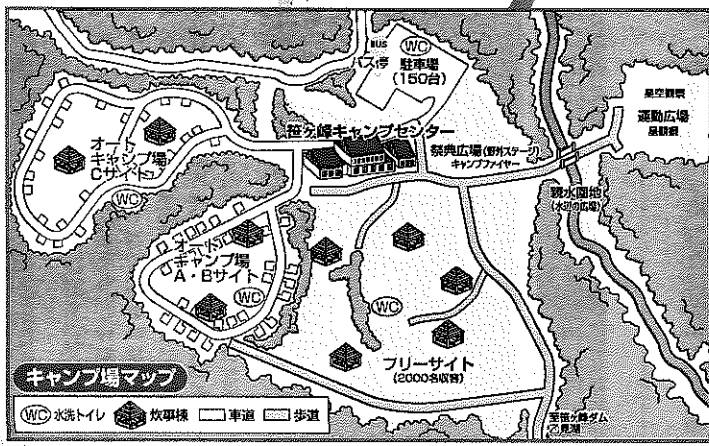 BUS
バス停
WC
駐車場
(150台)
星空観察
運動広場
笹ヶ峰キャンプセンター
オート
キャンプ場
Cサイト
WC
祭典広場(野外ステージ)
キャンプファイヤー
親水園地
(水辺の広場)
オート
キャンプ場
A・Bサイト
WC
WC
フリーサイト
(2000名収容)
キャンプ場マップ
WC 水洗トイレ 炊事棟 車道 歩道
至笹ヶ峰ダム